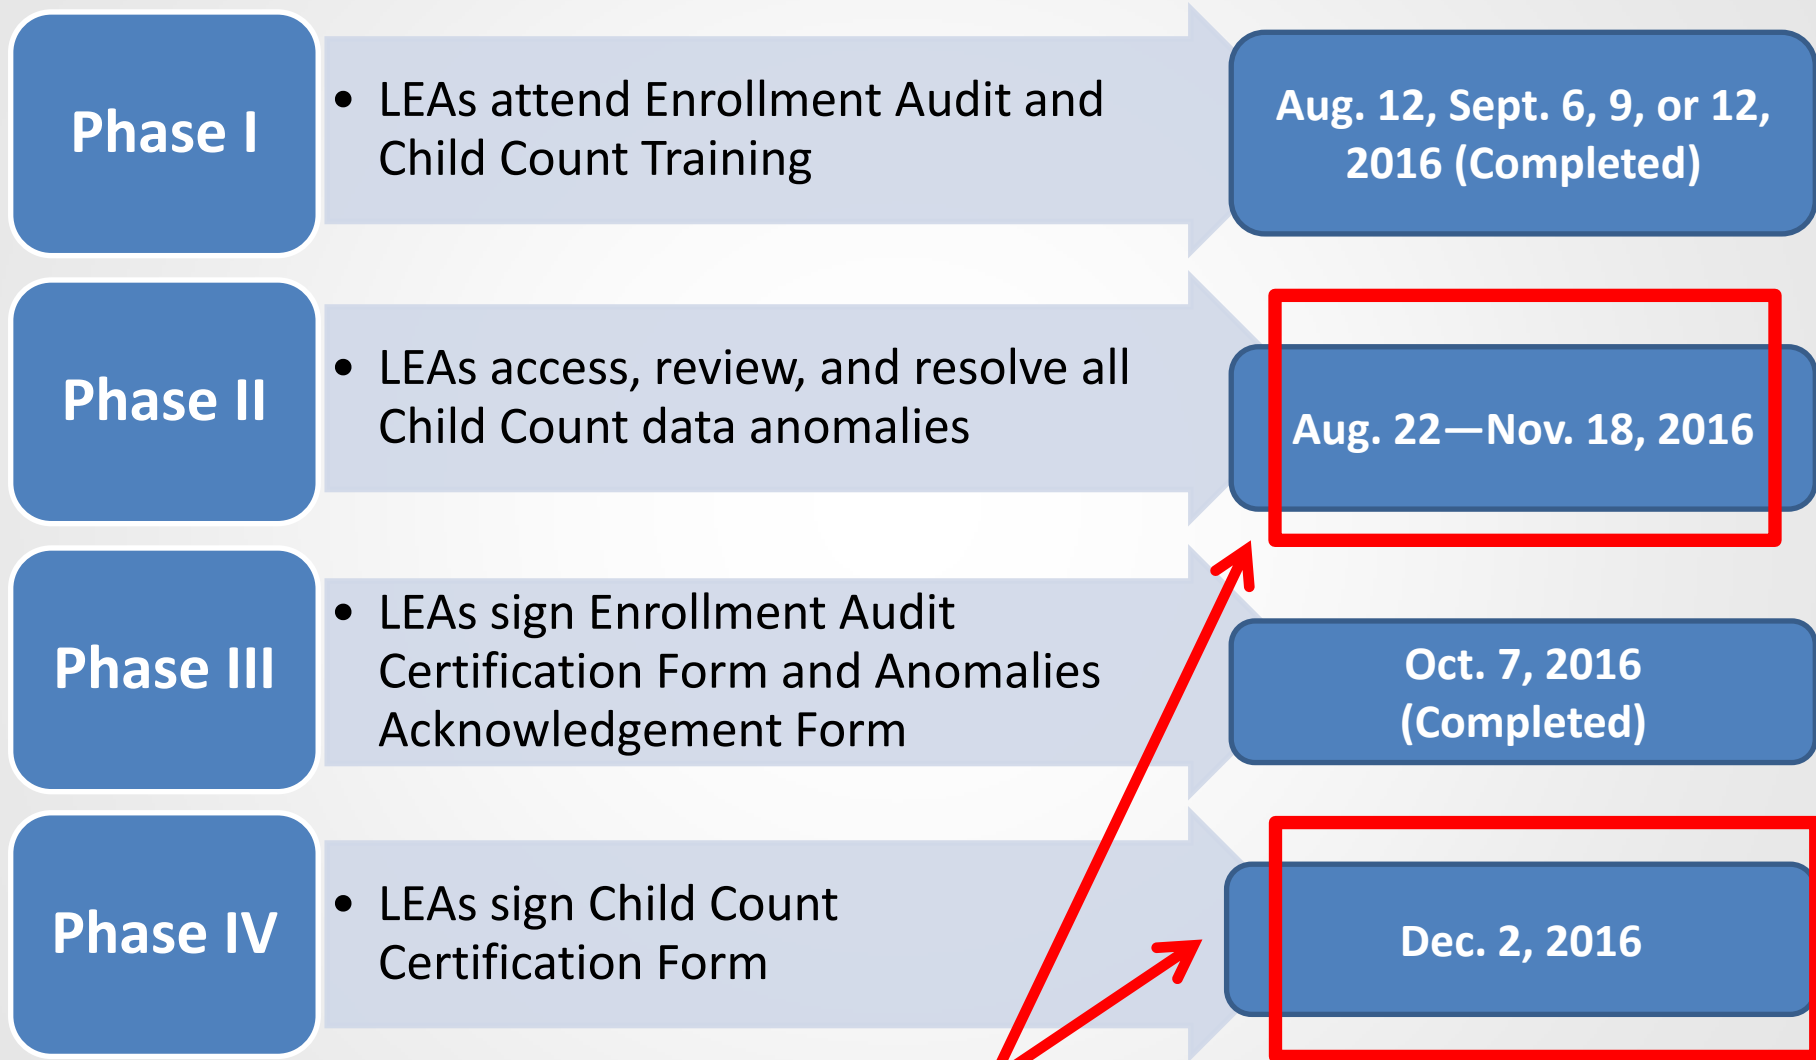 Phase I
• LEAs attend Enrollment Audit and
Child Count Training
Aug. 12, Sept. 6, 9, or 12,
2016 (Completed)
Phase II
• LEAs access, review, and resolve all
Child Count data anomalies
Aug. 22—Nov. 18, 2016
Phase III
• LEAs sign Enrollment Audit
Certification Form and Anomalies
Acknowledgement Form
Oct. 7, 2016
(Completed)
Phase IV
• LEAs sign Child Count
Certification Form
Dec. 2, 2016